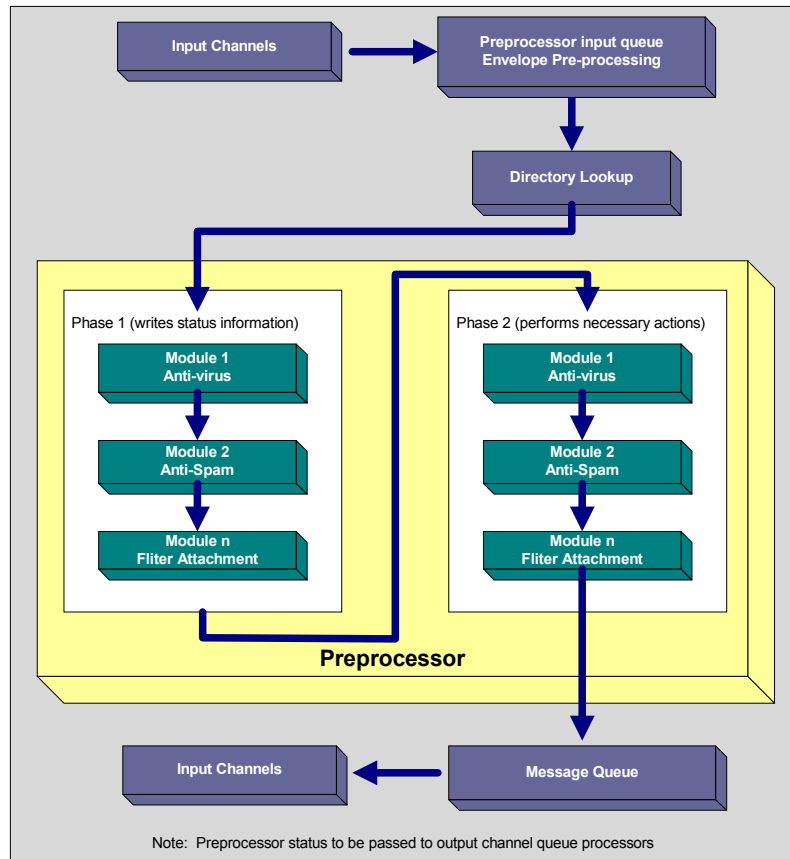 Input Channels
Preprocessor input queue
Envelope Pre-processing
Directory Lookup
Phase 1 (writes status information)
Module 1
Anti-virus
Module 2
Anti-Spam
Module n
Fliter Attachment
Phase 2 (performs necessary actions)
Module 1
Anti-virus
Module 2
Anti-Spam
Module n
Fliter Attachment
Preprocessor
Input Channels
Message Queue
Note:  Preprocessor status to be passed to output channel queue processors